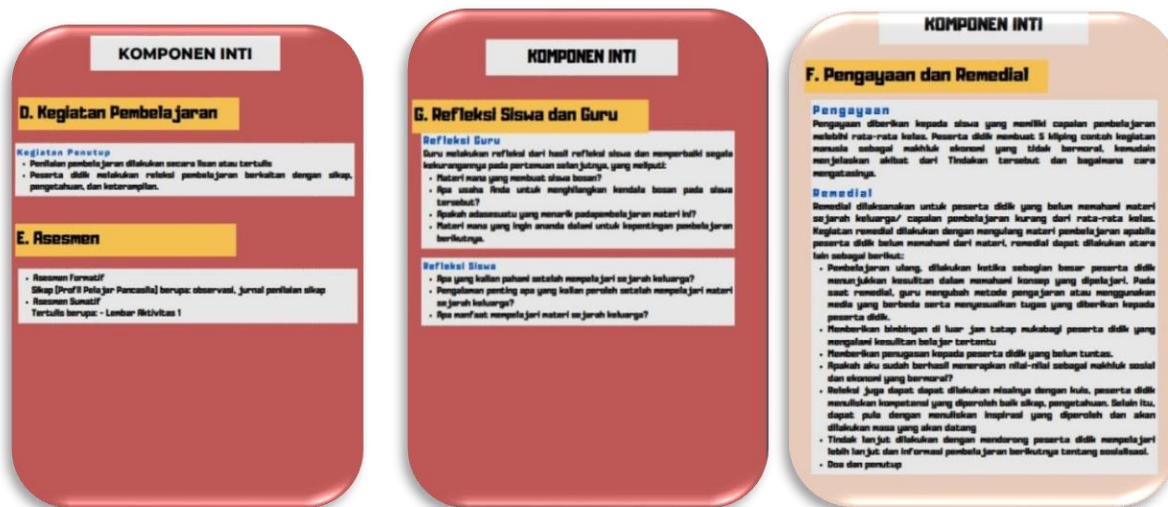 KOMPONEN INTI
D. Kegiatan Pembelajaran
Kegiatan Penutup
• Penilaian pembelajaran dilakukan secara lisan atau tertulis
• Peserta didik melakukan releksi pembelajaran berkaitan dengan sikap,
pengetahuan, dan keterampilan.
E. Asesmen
• Asesmen Formatif
Sikap (Profil Pelajar Pancasila) berupa: observasi, jurnal penilaian sikap
• Asesmen Sumatif
Tertulis berupa: - Lembar Aktivitas 1
KOMPONEN INTI
G. Refleksi Siswa dan Guru
Refleksi Guru
Guru melakukan refleksi dari hasil refleksi siswa dan memperbaiki segala
kekurangannya pada pertemuan selanjutnya, yang meliputi:
• Materi mana yang membuat siswa bosan?
• Apa usaha Anda untuk menghilangkan kendala bosan pada siswa
tersebut?
• Apakah adasesuatu yang menarik padapembelajaran materi ini?
• Materi mana yang ingin ananda dalami untuk kepentingan pembelajaran
berikutnya.
Refleksi Siswa
• Apa yang kalian pahami setelah mempelajari sejarah keluarga?
• Pengalaman penting apa yang kalian peroleh setelah mempelajari materi
sejarah keluarga?
• Apa manfaat mempelajari materi sejarah keluarga?
KOMPONEN INTI
F. Pengayaan dan Remedial
Pengayaan
Pengayaan diberikan kepada siswa yang memiliki capaian pembelajaran
melebihi rata-rata kelas. Peserta didik membuat 5 kliping contoh kegiatan
manusia sebagai makhluk ekonomi yang tidak bermoral, kemudain
menjelaskan akibat dari Tindakan tersebut dan bagaimana cara
mengatasinya.
Remedial
Remedial dilaksanakan untuk peserta didik yang belum memahami materi
sejarah keluarga/ capaian pembelajaran kurang dari rata-rata kelas.
Kegiatan remedial dilakukan dengan mengulang materi pembelajaran apabila
peserta didik belum memahami dari materi, remedial dapat dilakukan atara
lain sebagai berikut:
• Pembelajaran ulang, dilakukan ketika sebagian besar peserta didik
menunjukkan kesulitan dalam memahami konsep yang dipelajari. Pada
saat remedial, guru mengubah metode pengajaran atau menggunakan
media yang berbeda serta menyesuaikan tugas yang diberikan kepada
peserta didik.
• Memberikan bimbingan di luar jam tatap mukabagi peserta didik yang
mengalami kesulitan belajar tertentu
• Memberikan penugasan kepada peserta didik yang belum tuntas.
• Apakah aku sudah berhasil menerapkan nilai-nilai sebagai makhluk sosial
dan ekonomi yang bermoral?
• Releksi juga dapat dapat dilakukan misalnya dengan kuis, peserta didik
menuliskan kompetensi yang diperoleh baik sikap, pengetahuan. Selain itu,
dapat pula dengan menuliskan inspirasi yang diperoleh dan akan
dilakukan masa yang akan datang
• Tindak lanjut dilakukan dengan mendorong peserta didik mempelajari
lebih lanjut dan informasi pembelajaran berikutnya tentang sosialisasi.
• Doa dan penutup